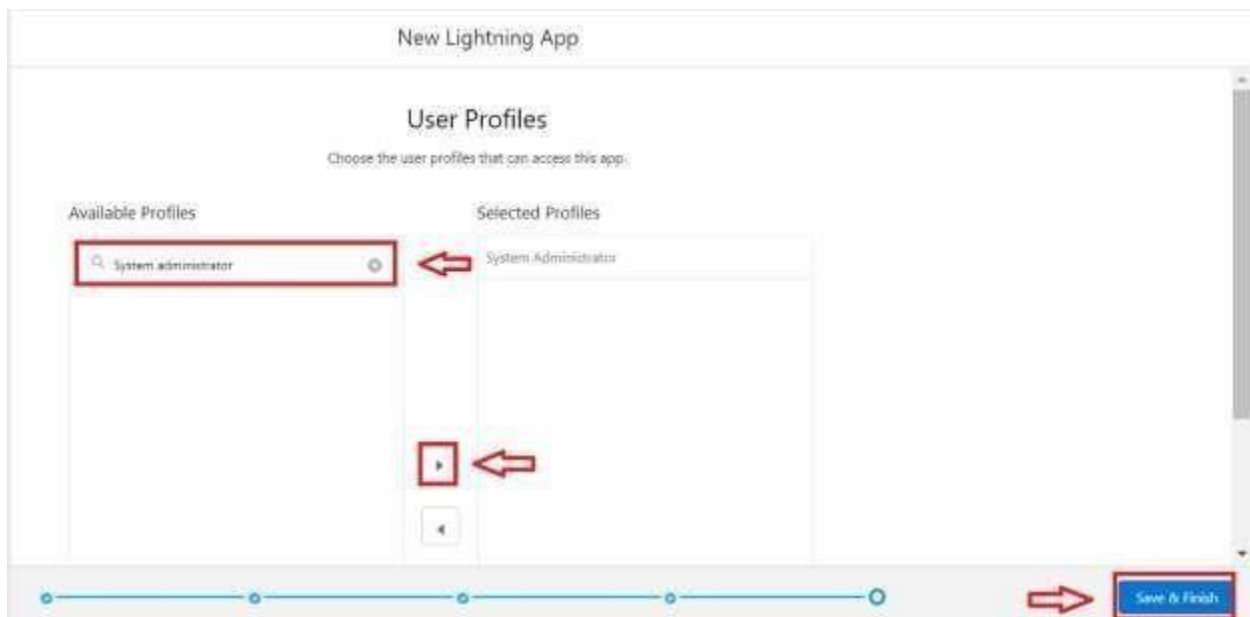 New Lightning App
User Profiles
Choose the user profiles that can access this app.
Available Profiles
Selected Profiles
System administrator
System Administrator
Save & Finish